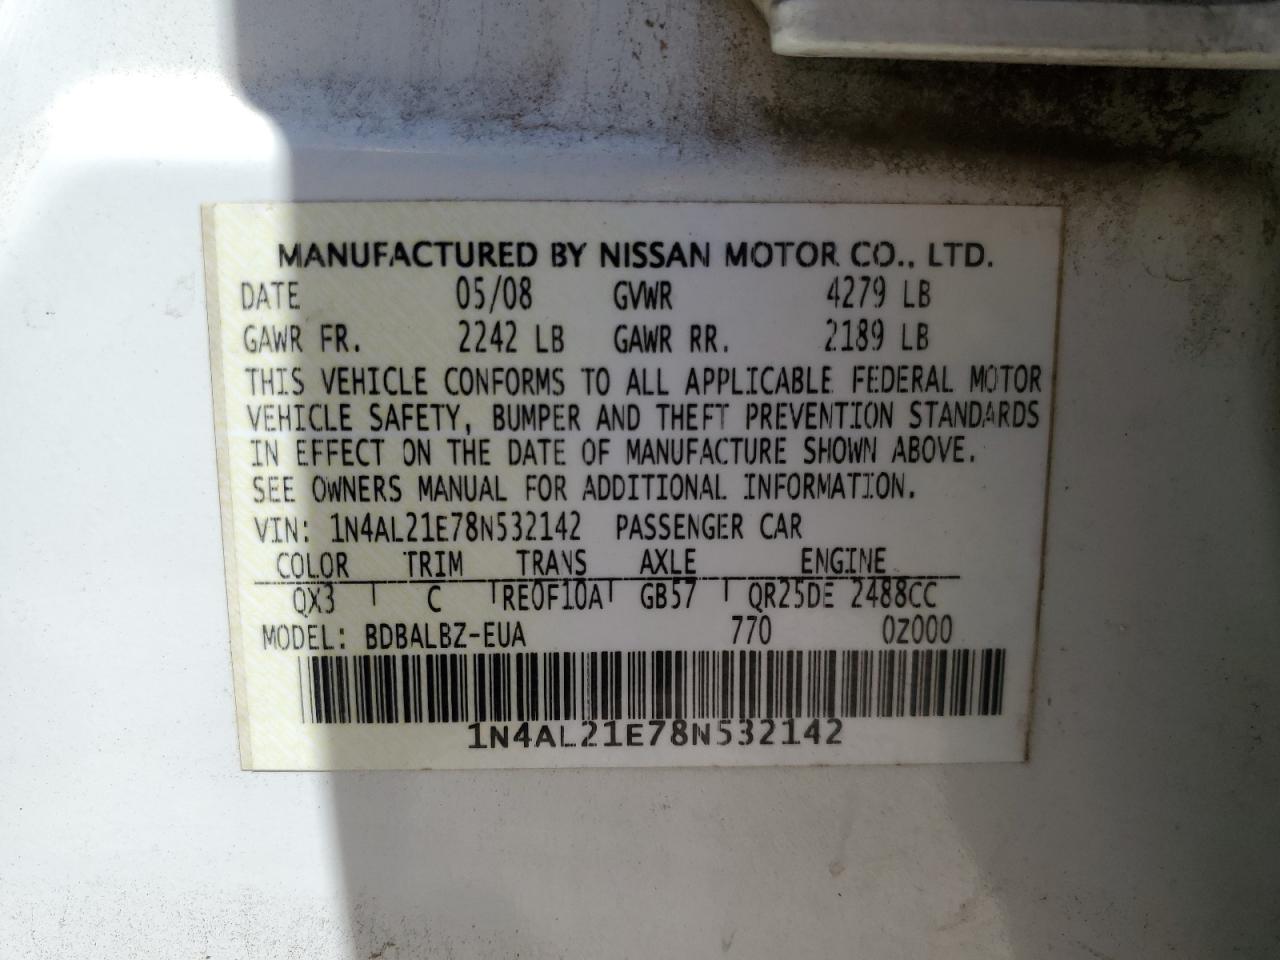 MANUFACTURED BY NISSAN MOTOR CO., LTD.
DATE 05/08 GVWR 4279 LB
GAWR FR. 2242 LB GAWR RR. 2189 LB
THIS VEHICLE CONFORMS TO ALL APPLICABLE FEDERAL MOTOR
VEHICLE SAFETY, BUMPER AND THEFT PREVENTION STANDARDS
IN EFFECT ON THE DATE OF MANUFACTURE SHOWN ABOVE.
SEE OWNERS MANUAL FOR ADDITIONAL INFORMATION.
VIN: 1N4AL21E78N532142 PASSENGER CAR
COLOR TRIM TRANS AXLE ENGINE
QX3 C RE0F10A GB57 QR25DE 2488CC
MODEL: BDBALBZ-EUA 770 0Z000
1N4AL21E78N532142